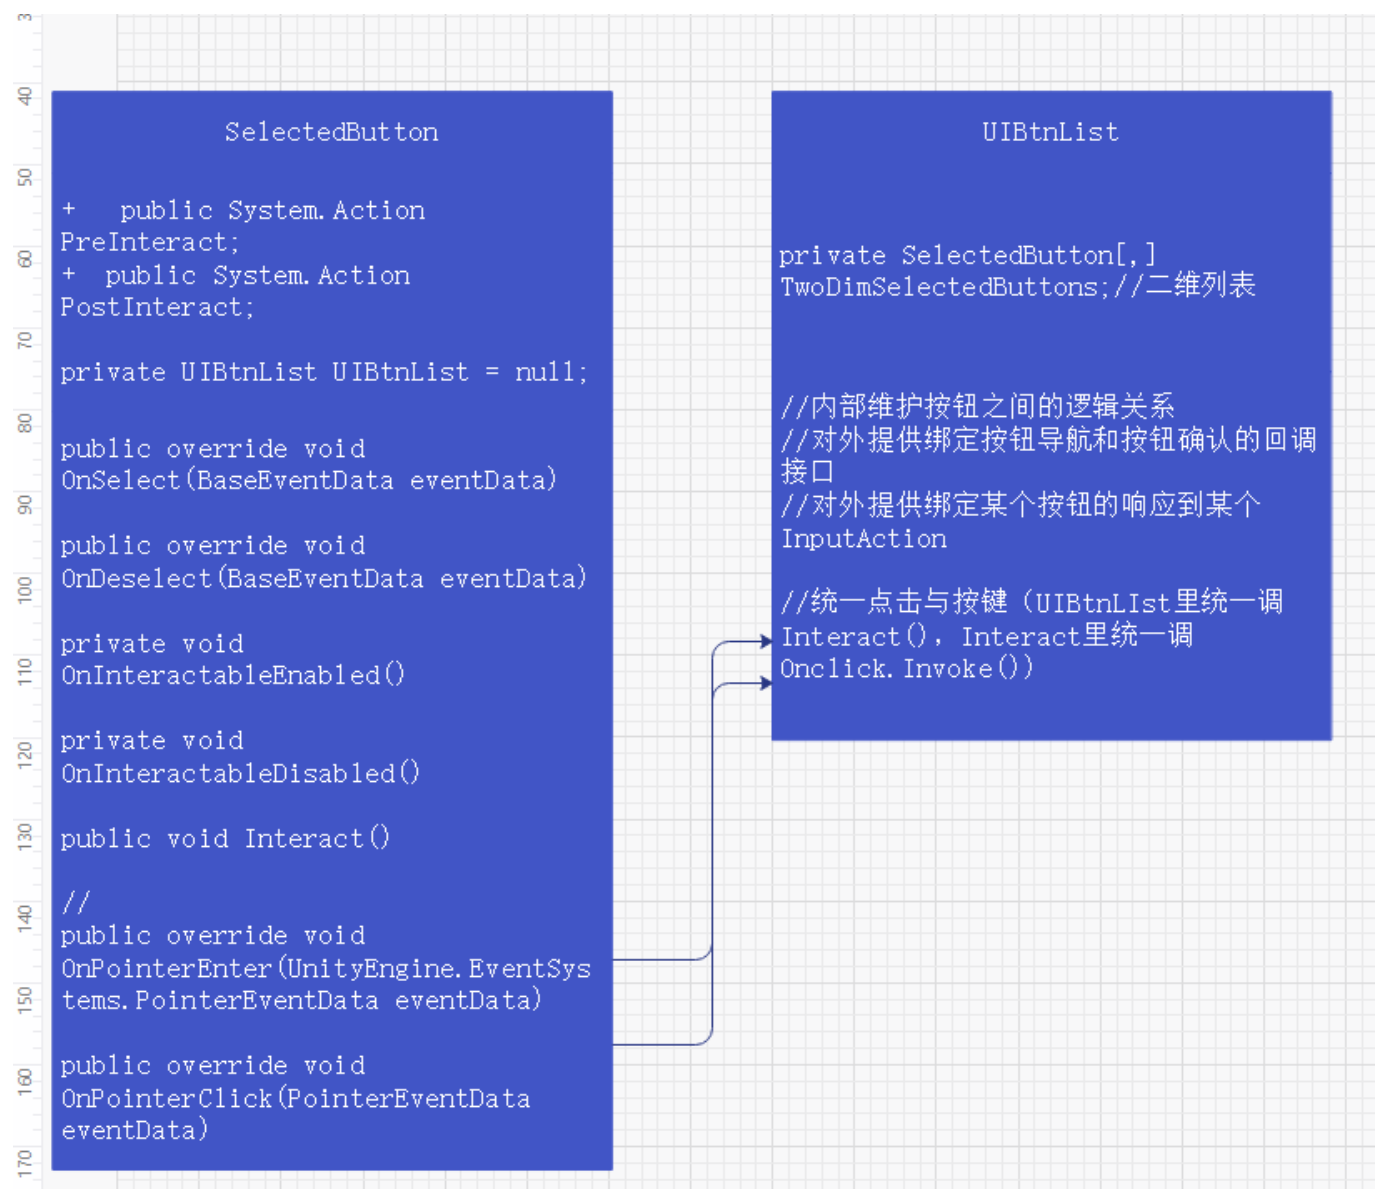 3
40
50
60
70
80
90
100
110
120
130
140
150
160
170
SelectedButton
+ public System.Action
PreInteract;
+ public System.Action
PostInteract;
private UIBtnList UIBtnList = null;
public override void
OnSelect(BaseEventData eventData)
public override void
OnDeselect(BaseEventData eventData)
private void
OnInteractableEnabled()
private void
OnInteractableDisabled()
public void Interact()
//
public override void
OnPointerEnter(UnityEngine.EventSys
tems.PointerEventData eventData)
public override void
OnPointerClick(PointerEventData
eventData)
UIBtnList
private SelectedButton[,]
TwoDimSelectedButtons;//二维列表
//内部维护按钮之间的逻辑关系
//对外提供绑定按钮导航和按钮确认的回调
接口
//对外提供绑定某个按钮的响应到某个
InputAction
//统一点击与按键（UIBtnLIst里统一调
Interact(), Interact里统一调
Onclick.Invoke())